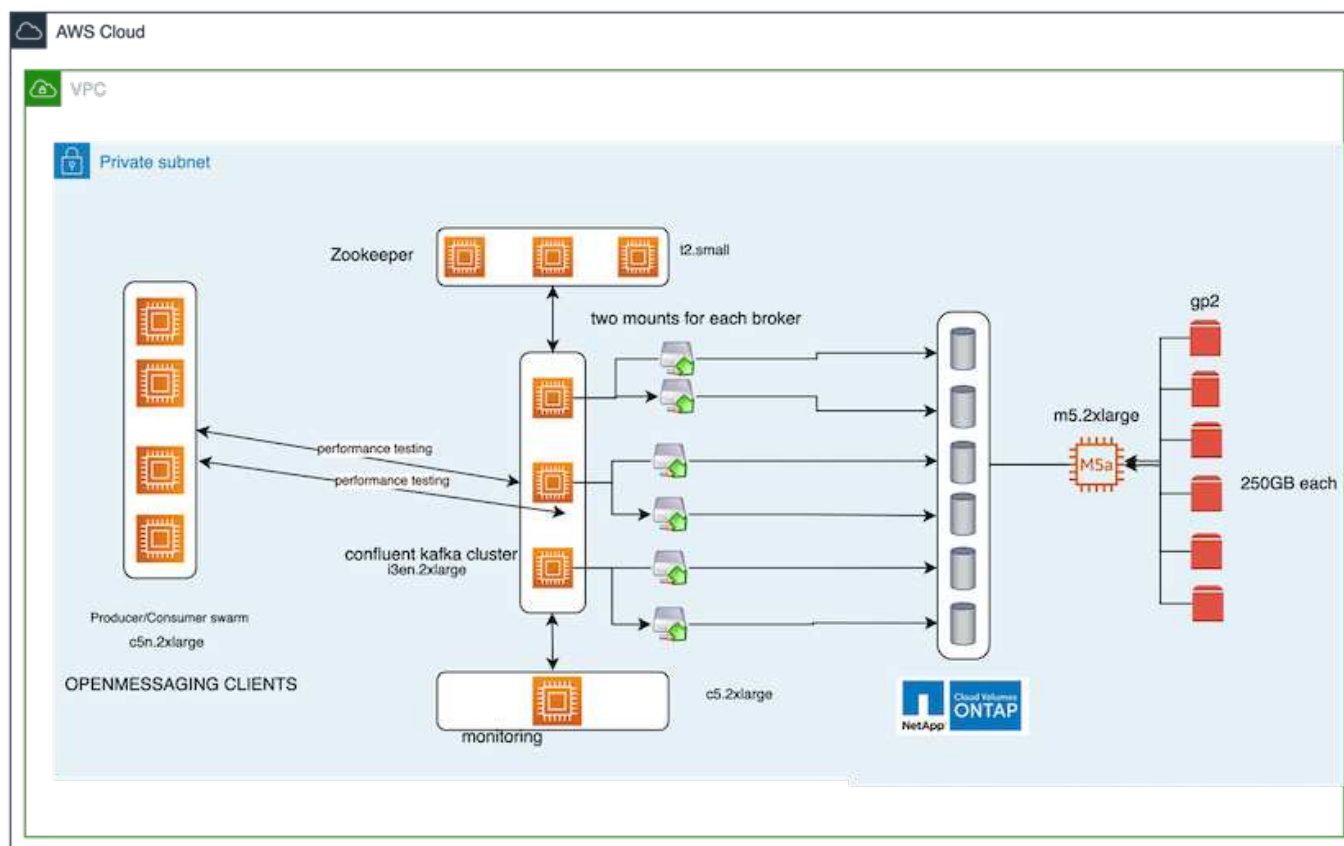 AWS Cloud
VPC
Private subnet
Zookeeper
t2.small
two mounts for each broker
gp2
m5.2xlarge
M5a
250GB each
performance testing
performance testing
confluent kafka cluster
i3en.2xlarge
Producer/Consumer swarm
c5n.2xlarge
OPENMESSAGING CLIENTS
c5.2xlarge
monitoring
NetApp
Cloud Volumes
ONTAP